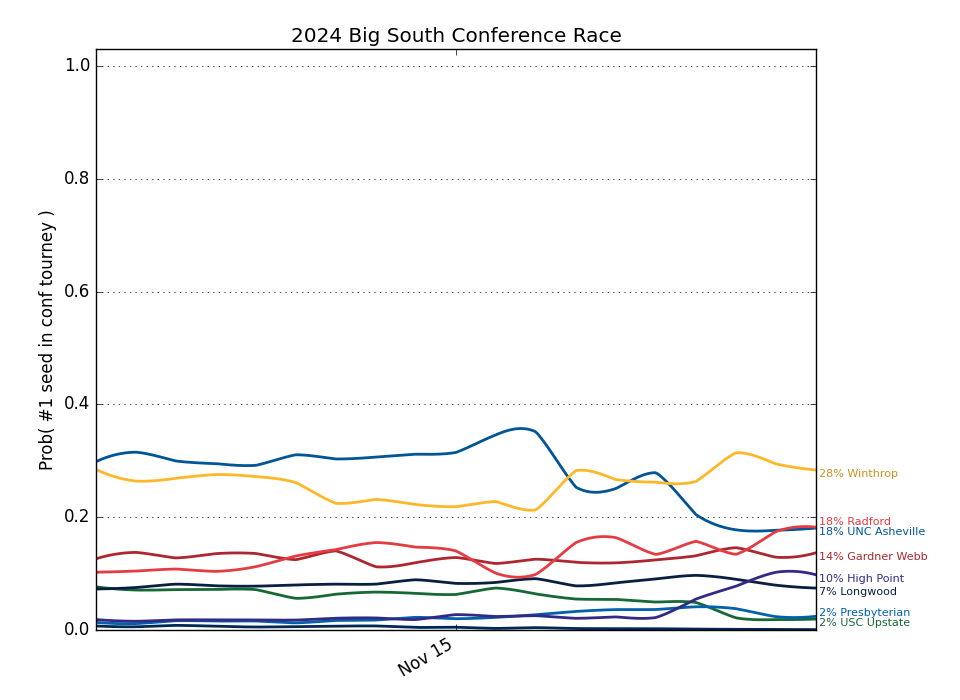 2024 Big South Conference Race
Prob( #1 seed in conf tourney )
1.0
0.8
0.6
0.4
0.2
0.0
Nov 15
28% Winthrop
18% Radford
18% UNC Asheville
14% Gardner Webb
10% High Point
7% Longwood
2% Presbyterian
2% USC Upstate